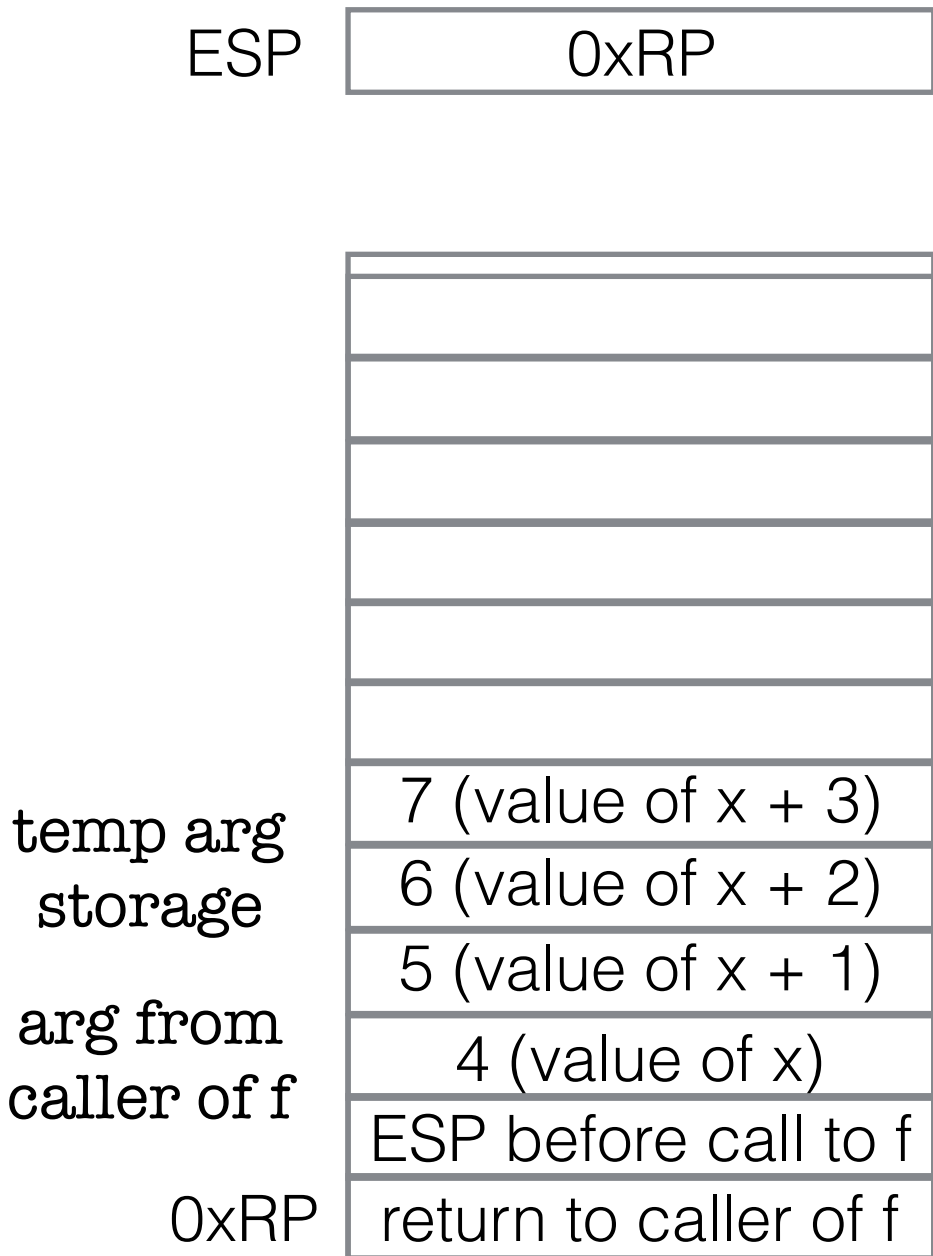 ESP 0xRP
7 (value of x + 3)
temp arg
storage
6 (value of x + 2)
5 (value of x + 1)
arg from
caller of f
4 (value of x)
ESP before call to f
0xRP return to caller of f